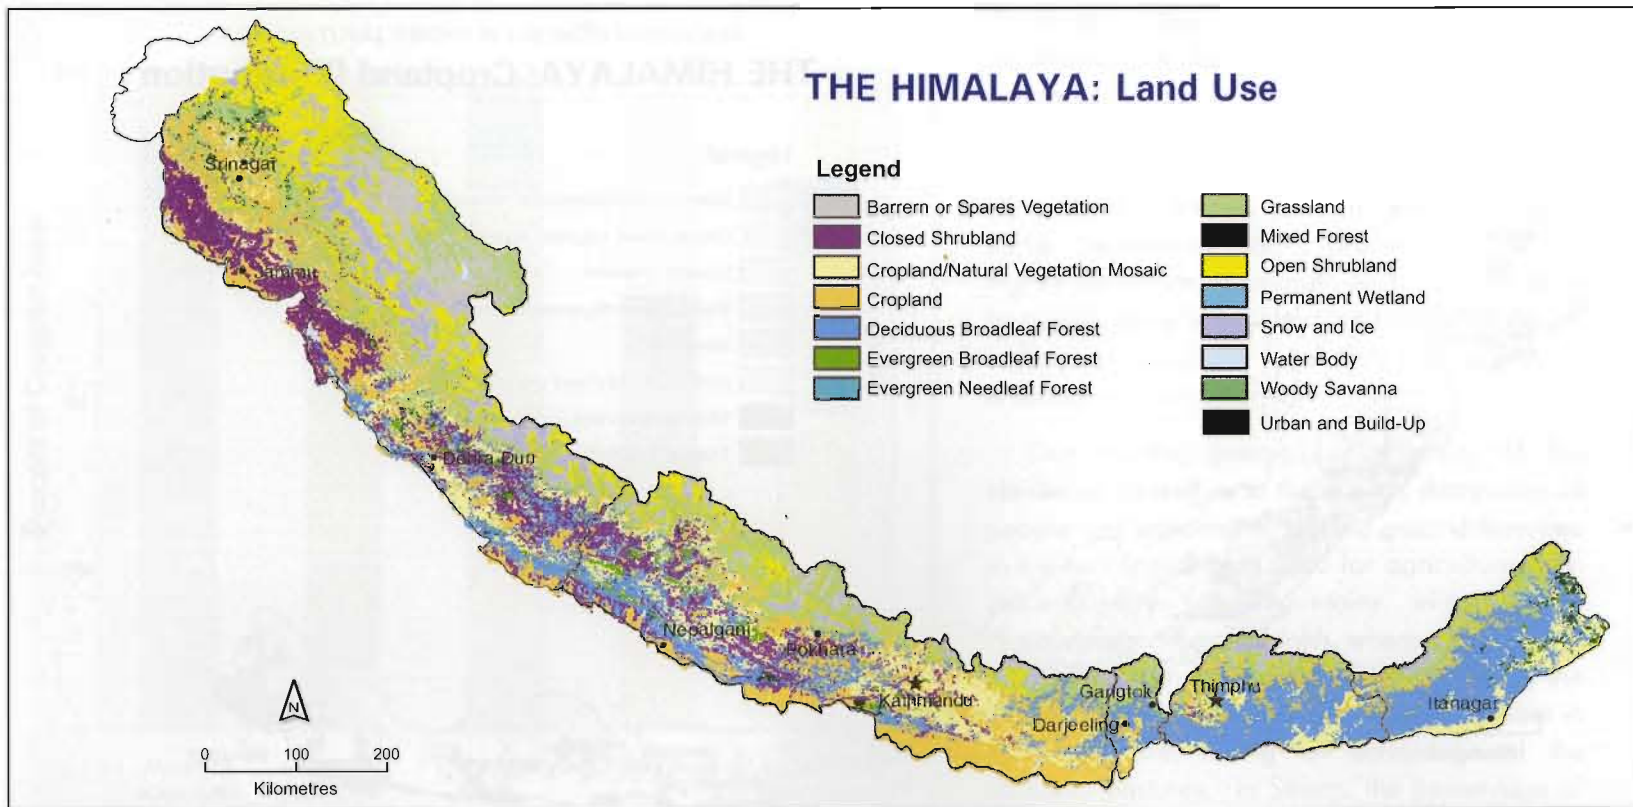 THE HIMALAYA: Land Use
Legend
Barrern or Spares Vegetation
Closed Shrubland
Cropland/Natural Vegetation Mosaic
Cropland
Deciduous Broadleaf Forest
Evergreen Broadleaf Forest
Evergreen Needleaf Forest
Grassland
Mixed Forest
Open Shrubland
Permanent Wetland
Snow and Ice
Water Body
Woody Savanna
Urban and Build-Up
Srinagar
Jammu
Dehra Dun
Nepalganj
Pokhara
Kathmandu
Gangtok
Darjeeling
Thimphu
Itanagar
N
0 100 200
Kilometres